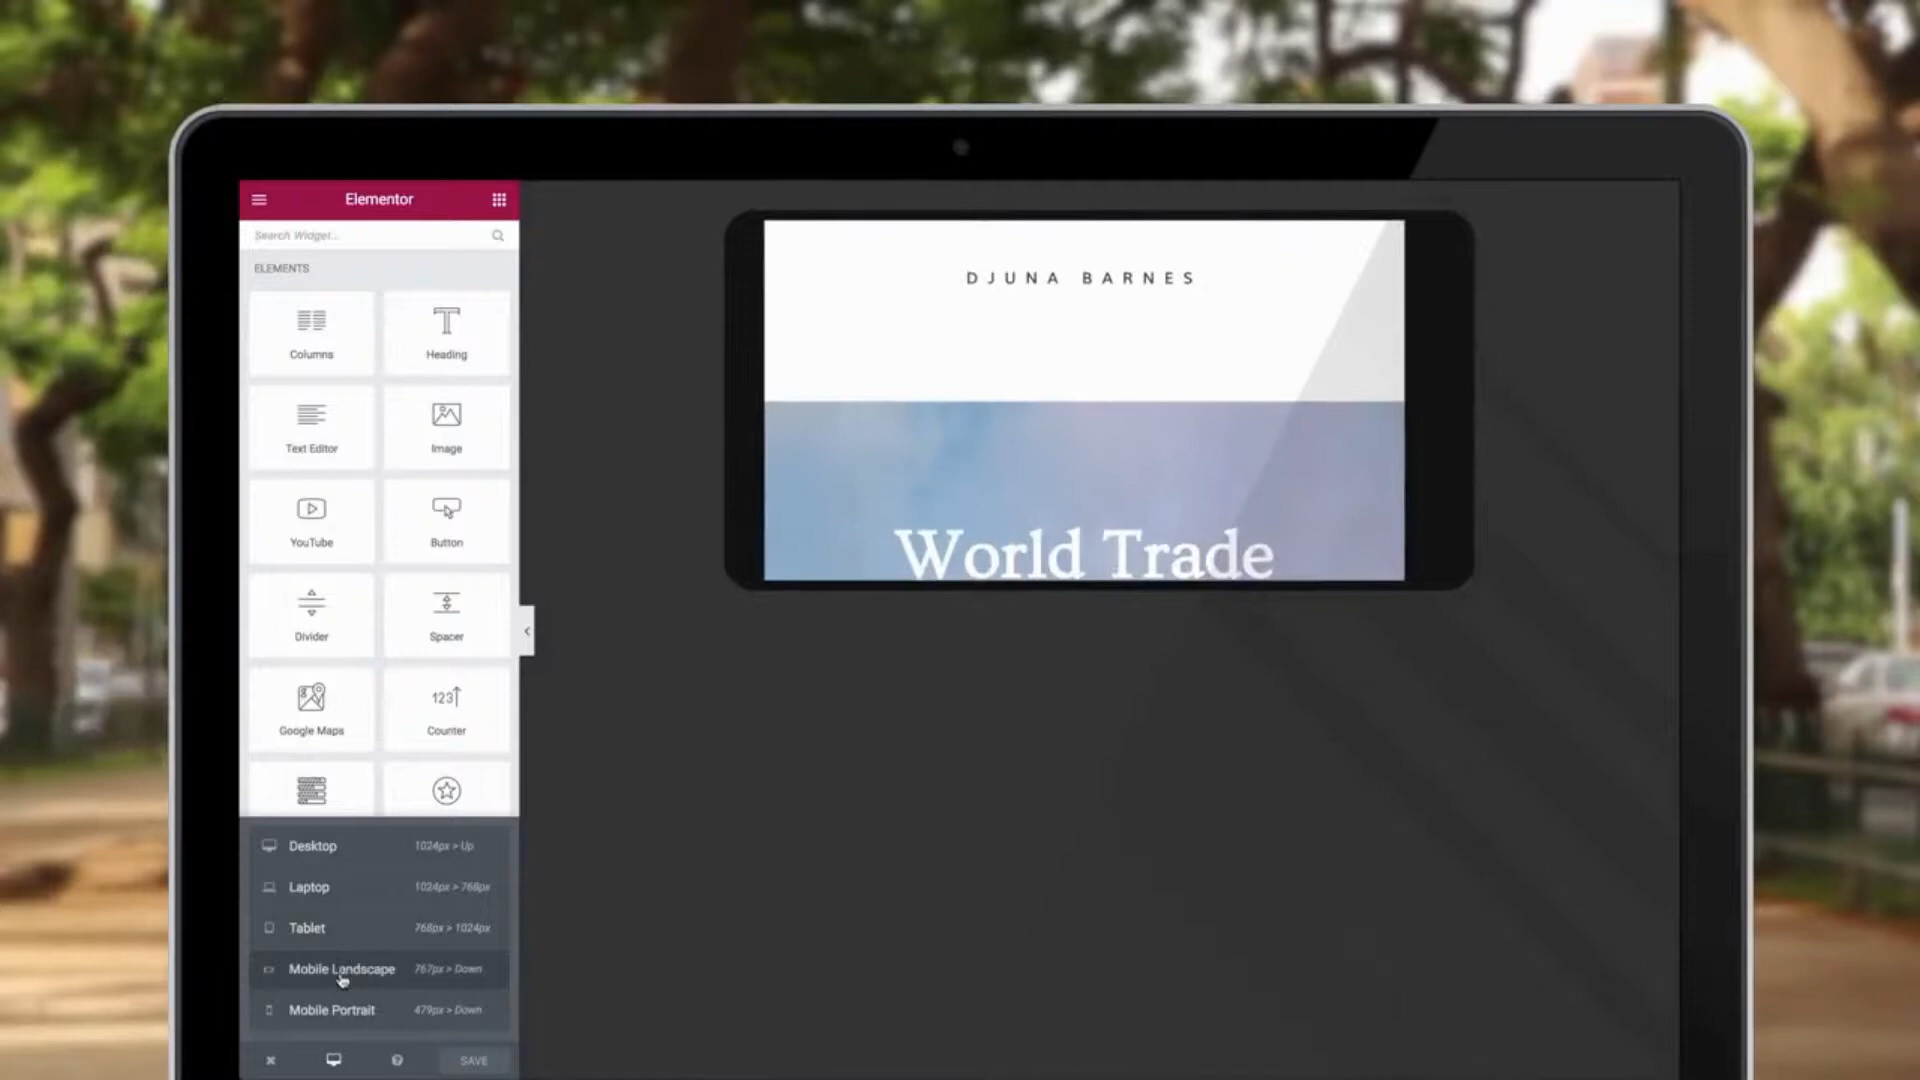 Elementor
Search Widget...
ELEMENTS
Columns
Heading
Text Editor
Image
YouTube
Button
Divider
Spacer
Google Maps
Counter
123
Desktop 1024px > Up
Laptop 1024px > 768px
Tablet 768px > 1024px
Mobile Landscape 767px > Down
Mobile Portrait 479px > Down
SAVE
DJUNA BARNES
World Trade